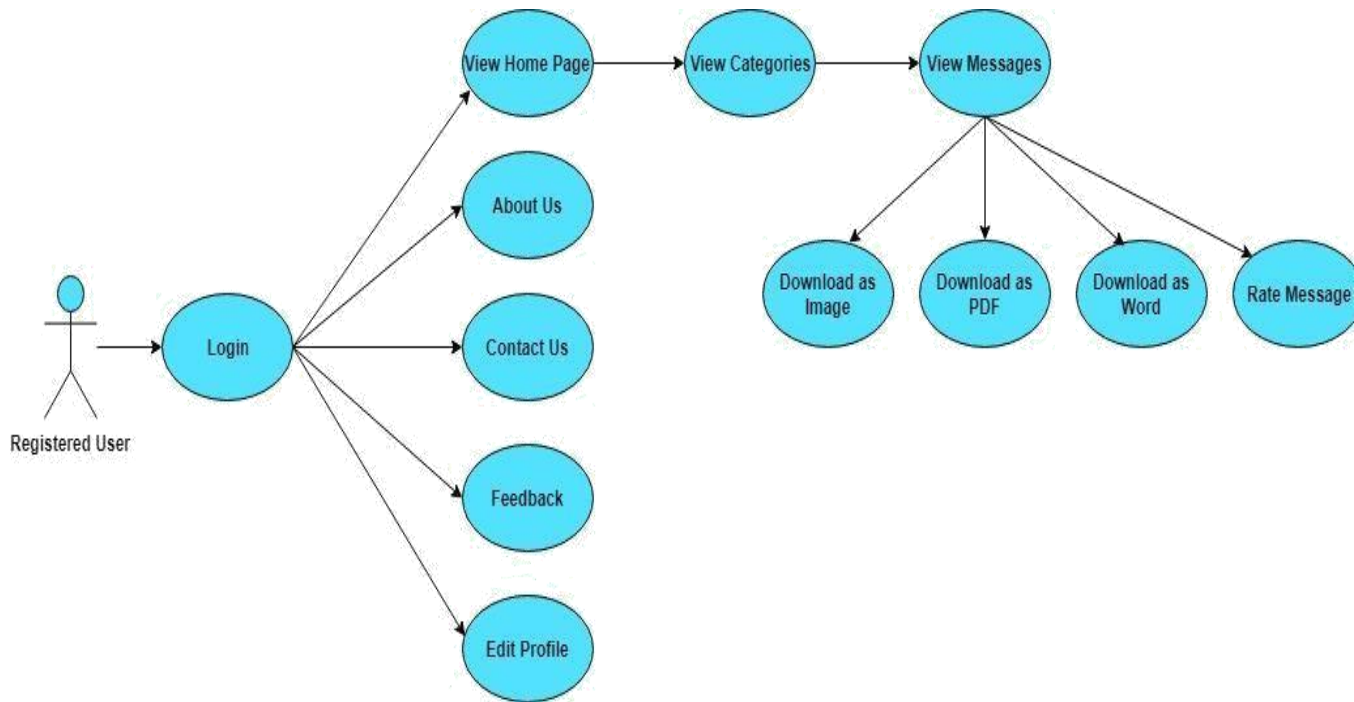 View Home Page
View Categories
View Messages
About Us
Download as
Image
Download as
PDF
Download as
Word
Rate Message
Login
Contact Us
Registered User
Feedback
Edit Profile